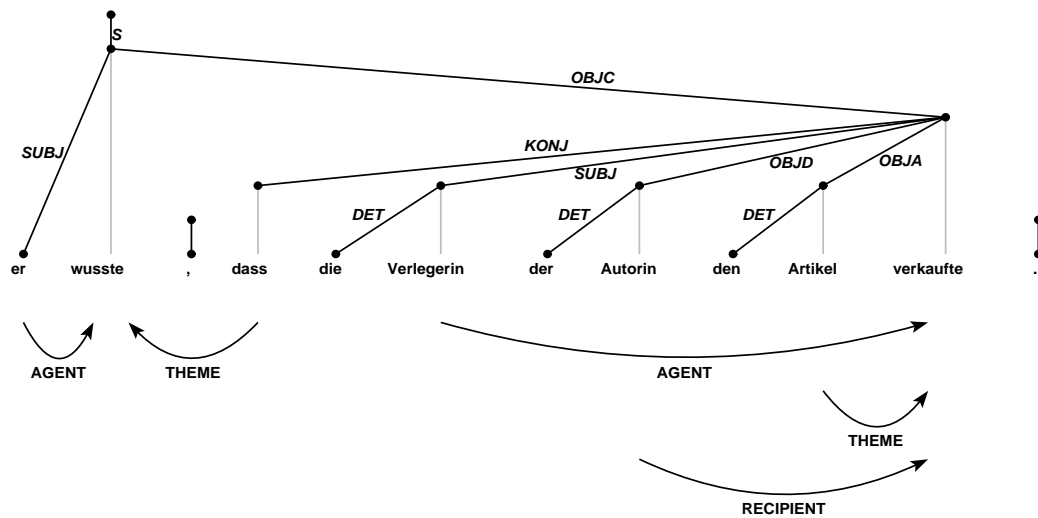 S
OBJC
SUBJ
KONJ
SUBJ
OBJD
OBJA
DET
DET
DET
er wusste , dass die Verlegerin der Autorin den Artikel verkaufte .
AGENT THEME AGENT
THEME
RECIPIENT